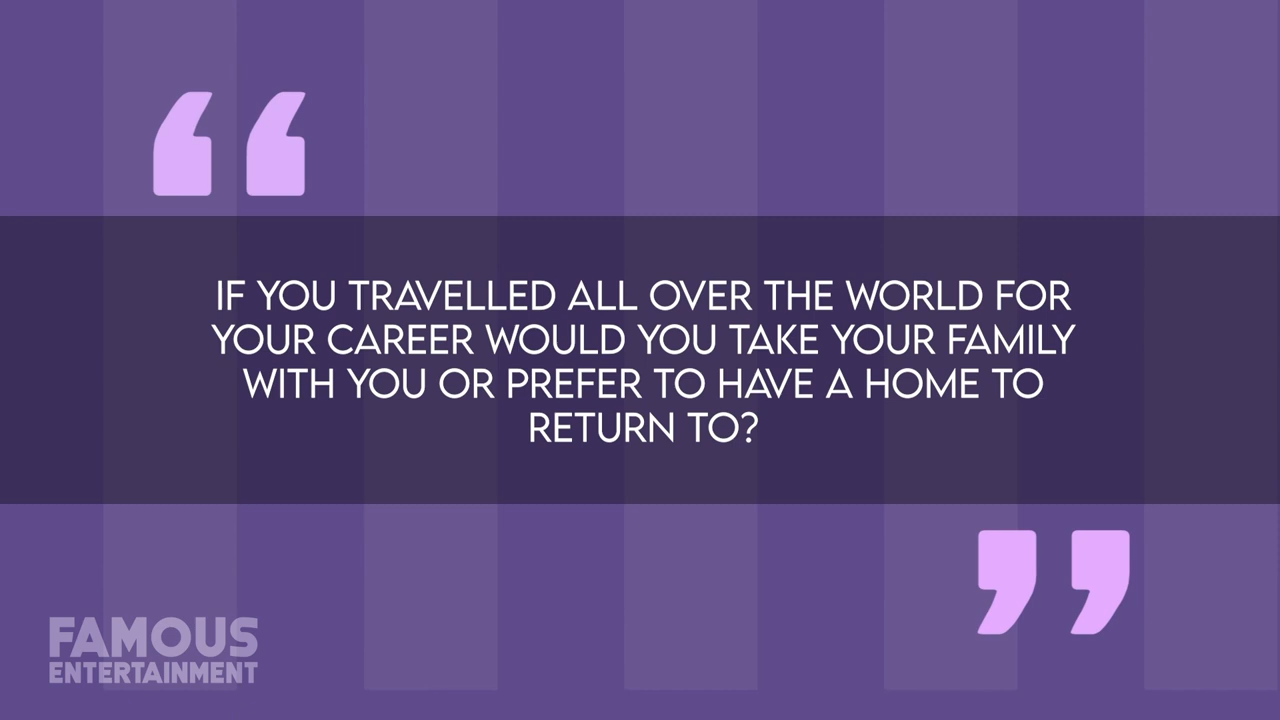 “
IF YOU TRAVELLED ALL OVER THE WORLD FOR
YOUR CAREER WOULD YOU TAKE YOUR FAMILY
WITH YOU OR PREFER TO HAVE A HOME TO
RETURN TO?
”
FAMOUS
ENTERTAINMENT